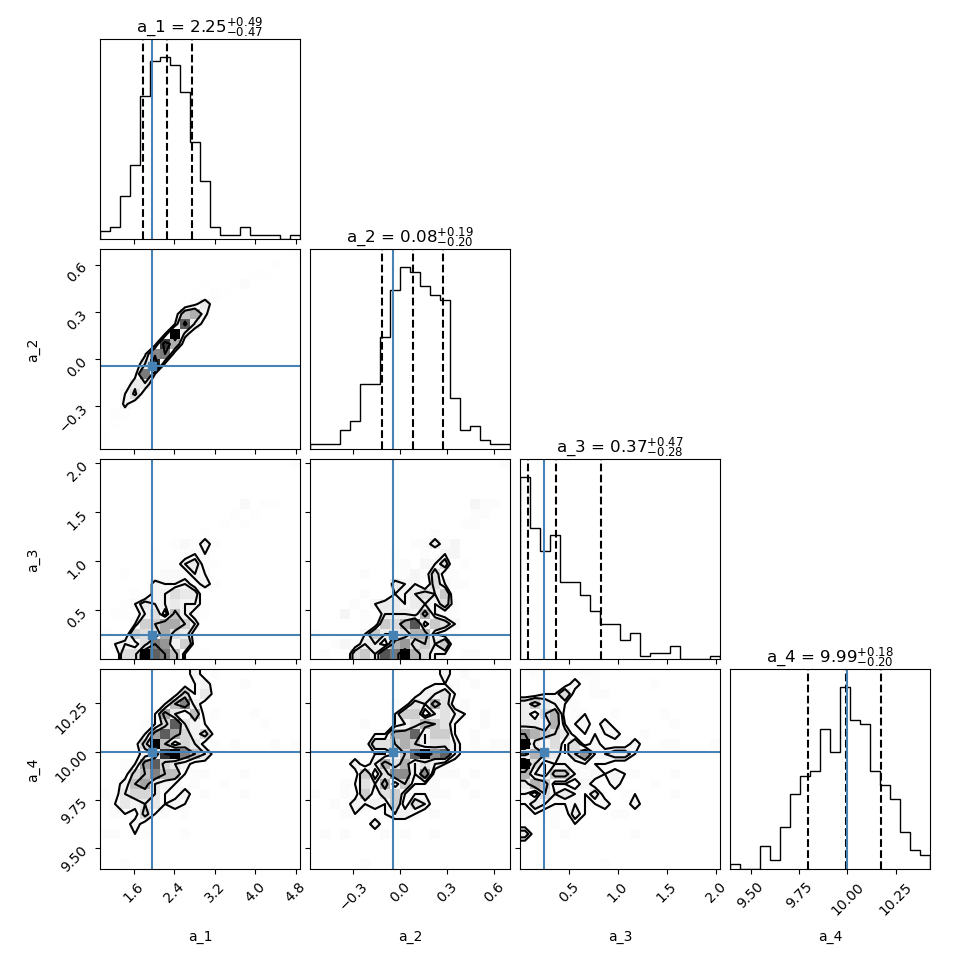 a_1 = 2.25+0.49−0.47
a_2 = 0.08+0.19−0.20
0.6
0.3
0.0
−0.3
a_2
a_3 = 0.37+0.47−0.28
2.0
1.5
1.0
0.5
a_3
a_4 = 9.99+0.18−0.20
10.25
10.00
9.75
9.50
a_4
1.6 2.4 3.2 4.0 4.8
−0.3 0.0 0.3 0.6
0.5 1.0 1.5 2.0
9.50 9.75 10.00 10.25
a_1 a_2 a_3 a_4